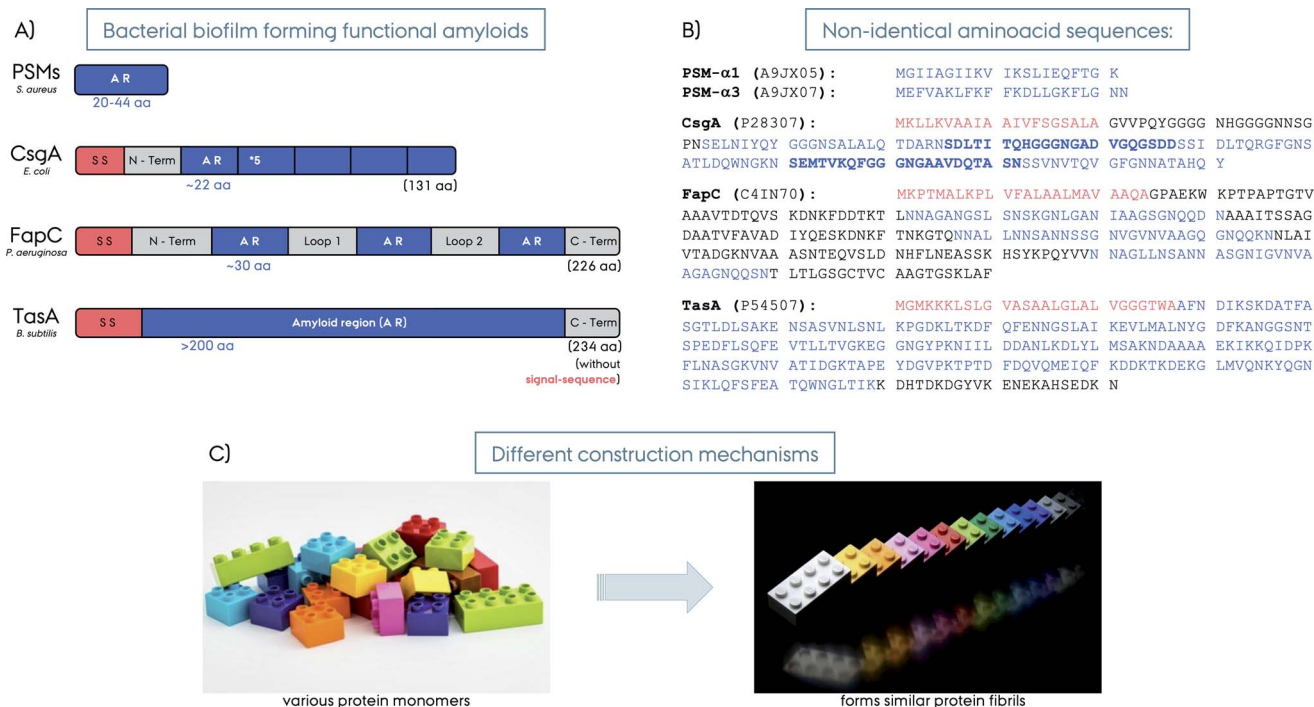 A)
Bacterial biofilm forming functional amyloids
PSMs
S. aureus
A R
20-44 aa
CsgA
E. coli
S S
N - Term
A R
*5
~22 aa
(131 aa)
FapC
P. aeruginosa
S S
N - Term
A R
Loop 1
A R
Loop 2
A R
C - Term
~30 aa
(226 aa)
TasA
B. subtilis
S S
Amyloid region (A R)
C - Term
>200 aa
(234 aa)
(without
signal-sequence)
B)
Non-identical aminoacid sequences:
PSM-α1 (A9JX05): MGIIAGIIKV IKSLIEQFTG K
PSM-α3 (A9JX07): MEFVAKLFKF FKDLLGKFLG NN
CsgA (P28307): MKLLKVAAIA AIVFSGSALA GVVPQYGGGG NHGGGGNNSG
PNSELNIYQY GGGNSALALQ TDARNSDLTI TQHGGGNGAD VGQGSDDSSI DLTQRGFGNS
ATLDQWNGKN SEMTVKQFGG GNGAAVDQTA SNSSVNVTQV GFGNNATAHQ Y
FapC (C4IN70): MKPTMALKPL VFALAALMAV AAQAGPAEKW KPTPAPTGTV
AAAVTDTQVS KDNKFDDTKT LNNAGANGSL SNSKGNLGAN IAAGSGNQQD NAAAITSSAG
DAATVFAVAD IYQESKDNKF TNKGTQNNAL LNNSANNSSG NVGVNVAAGQ GNQQKNNLAI
VTADGKNVAA ASNTEQVSLD NHFLNEASSK HSYKPQYVVN NAGLLNSANN ASGNIGVNVA
AGAGNQQSNT LTLGSGCTVC AAGTGSKLAF
TasA (P54507): MGMKKKLSLG VASAALGLAL VGGGTWAAFN DIKSKDATFA
SGTLDLSAKE NSASVNLSNL KPGDKLTKDF QFENNGSLAI KEVLMALNYG DFKANGGSNT
SPEDFLSQFE VTLLTVGKEG GNGYPKNIIL DDANLKDLYL MSAKNDAAAA EKIKKQIDPK
FLNASGKVNV ATIDGKTAPE YDGVPKTPTD FDQVQMEIQF KDDKTKDEKG LMVQNKYQGN
SIKLQFSFEA TQWNGLTIKK DHTDKDGYVK ENEKAHSEDK N
C)
Different construction mechanisms
various protein monomers
forms similar protein fibrils